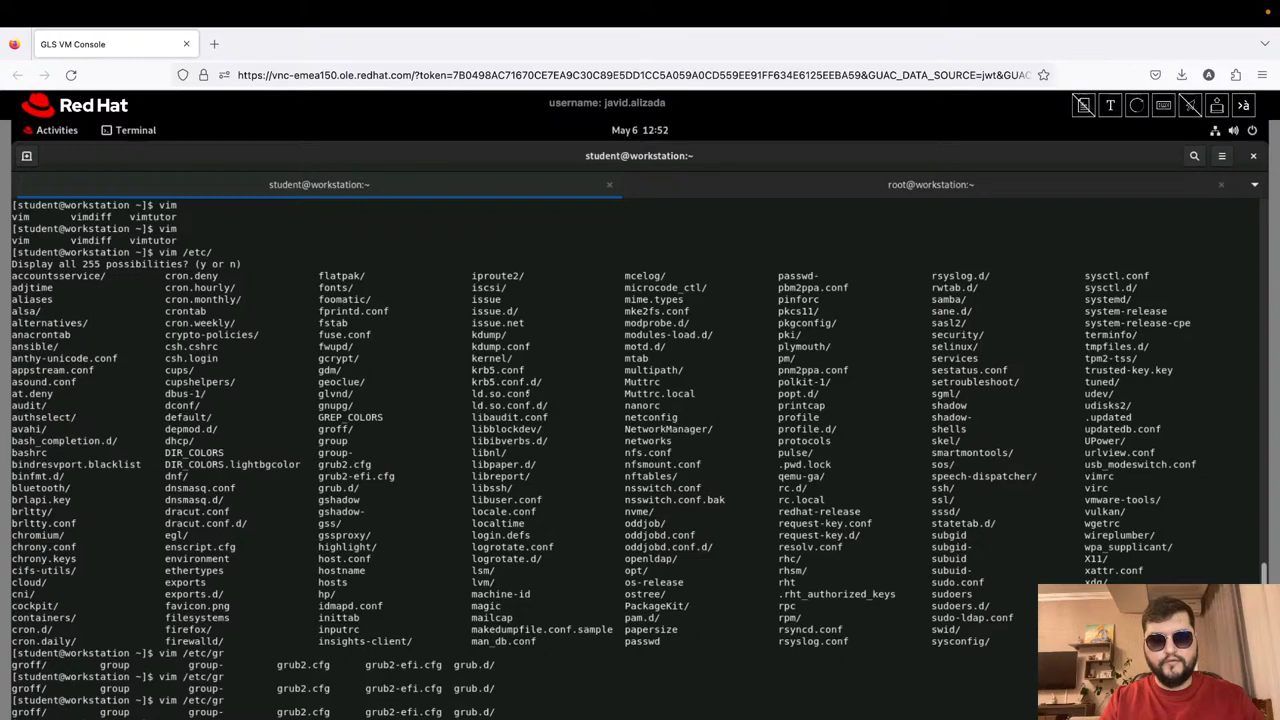 GLS VM Console
https://vnc-emea150.ole.redhat.com/?token=7B0498AC71670CE7EA9C30C89E5DD1CC5A059A0CD559EE91FF634E6125EEBA59&GUAC_DATA_SOURCE=jwt&GUAC
Red Hat
username: javid.alizada
Activities Terminal May 6 12:52
student@workstation:~
student@workstation:~ root@workstation:~
[student@workstation ~]$ vim
vim vimdiff vimtutor
[student@workstation ~]$ vim
vim vimdiff vimtutor
[student@workstation ~]$ vim /etc/
Display all 255 possibilities? (y or n)
accountsservice/ cron.deny flatpak/ iproute2/ mcelog/ passwd- rsyslog.d/ sysctl.conf
adjtime cron.hourly/ fonts/ iscsi/ microcode_ctl/ pbm2ppa.conf rwtab.d/ sysctl.d/
aliases cron.monthly/ foomatic/ issue mime.types pinforc samba/ systemd/
alsa/ crontab fprintd.conf issue.d/ mke2fs.conf pkcs11/ sane.d/ system-release
alternatives/ cron.weekly/ fstab issue.net modprobe.d/ pkgconfig/ sasl2/ system-release-cpe
anacrontab crypto-policies/ fuse.conf kdump/ modules-load.d/ pki/ security/ terminfo/
ansible/ csh.cshrc fwupd/ kdump.conf motd.d/ plymouth/ selinux/ tmpfiles.d/
anthy-unicode.conf csh.login gcrypt/ kernel/ mtab pm/ services tpm2-tss/
appstream.conf cups/ gdm/ krb5.conf multipath/ pnm2ppa.conf sestatus.conf trusted-key.key
asound.conf cupshelpers/ geoclue/ krb5.conf.d/ Muttrc polkit-1/ setroubleshoot/ tuned/
at.deny dbus-1/ glvnd/ ld.so.conf Muttrc.local popt.d/ sgml/ udev/
audit/ dconf/ gnupg/ ld.so.conf.d/ nanorc printcap shadow udisks2/
authselect/ default/ GREP_COLORS libaudit.conf netconfig profile shadow- .updated
avahi/ depmod.d/ groff/ libblockdev/ NetworkManager/ profile.d/ shells updatedb.conf
bash_completion.d/ dhcp/ group libibverbs.d/ networks protocols skel/ UPower/
bashrc DIR_COLORS group- libnl/ nfs.conf pulse/ smartmontools/ urlview.conf
bindresvport.blacklist DIR_COLORS.lightbgcolor grub2.cfg libpaper.d/ nfsmount.conf .pwd.lock sos/ usb_modeswitch.conf
binfmt.d/ dnf/ grub2-efi.cfg libreport/ nftables/ qemu-ga/ speech-dispatcher/ vimrc
bluetooth/ dnsmasq.conf grub.d/ libssh/ nsswitch.conf rc.d/ ssh/ virc
brlapi.key dnsmasq.d/ gshadow libuser.conf nsswitch.conf.bak rc.local ssl/ vmware-tools/
brltty/ dracut.conf gshadow- locale.conf nvme/ redhat-release sssd/ vulkan/
brltty.conf dracut.conf.d/ gss/ localtime oddjob/ request-key.conf statetab.d/ wgetrc
chromium/ egl/ gssproxy/ login.defs oddjobd.conf request-key.d/ subgid wireplumber/
chrony.conf enscript.cfg highlight/ logrotate.conf oddjobd.conf.d/ resolv.conf subgid- wpa_supplicant/
chrony.keys environment host.conf logrotate.d/ openldap/ rhc/ subuid X11/
cifs-utils/ ethertypes hostname lsm/ opt/ rhsm/ subuid- xattr.conf
cloud/ exports hosts lvm/ os-release rht sudo.conf xdg/
cni/ exports.d/ hp/ machine-id ostree/ .rht_authorized_keys sudoers
cockpit/ favicon.png idmapd.conf magic PackageKit/ rpc sudoers.d/
containers/ filesystems inittab mailcap pam.d/ rpm/ sudo-ldap.conf
cron.d/ firefox/ inputrc makedumpfile.conf.sample papersize rsyncd.conf swid/
cron.daily/ firewalld/ insights-client/ man_db.conf passwd rsyslog.conf sysconfig/
[student@workstation ~]$ vim /etc/gr
groff/ group group- grub2.cfg grub2-efi.cfg grub.d/
[student@workstation ~]$ vim /etc/gr
groff/ group group- grub2.cfg grub2-efi.cfg grub.d/
[student@workstation ~]$ vim /etc/gr
groff/ group group- grub2.cfg grub2-efi.cfg grub.d/